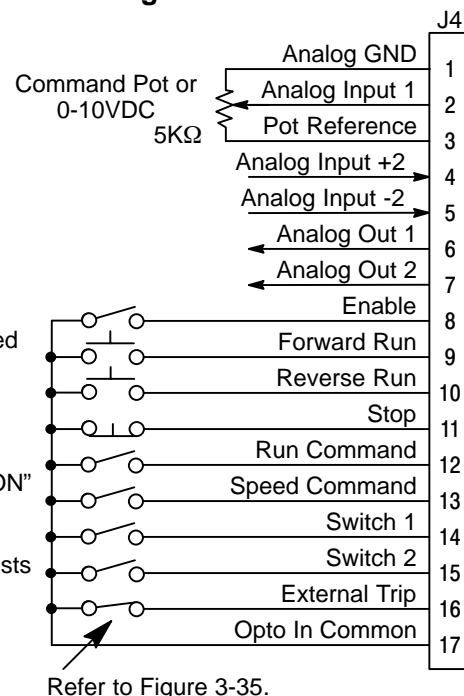 J4
Analog GND 1
Command Pot or
0-10VDC
Analog Input 1 2
5KΩ
Pot Reference 3
Analog Input +2 4
Analog Input -2 5
Analog Out 1 6
Analog Out 2 7
Enable 8
Forward Run 9
Reverse Run 10
Stop 11
Run Command 12
ON"
Speed Command 13
Switch 1 14
Switch 2 15
External Trip 16
Opto In Common 17
Refer to Figure 3-35.